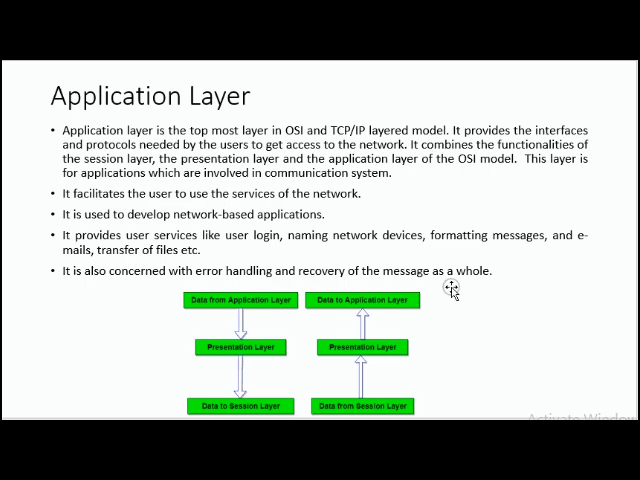 Application Layer
• Application layer is the top most layer in OSI and TCP/IP layered model. It provides the interfaces
and protocols needed by the users to get access to the network. It combines the functionalities of
the session layer, the presentation layer and the application layer of the OSI model. This layer is
for applications which are involved in communication system.
• It facilitates the user to use the services of the network.
• It is used to develop network-based applications.
• It provides user services like user login, naming network devices, formatting messages, and e-
mails, transfer of files etc.
• It is also concerned with error handling and recovery of the message as a whole.
Data from Application Layer
Data to Application Layer
Presentation Layer
Presentation Layer
Data to Session Layer
Data from Session Layer
Activate Window